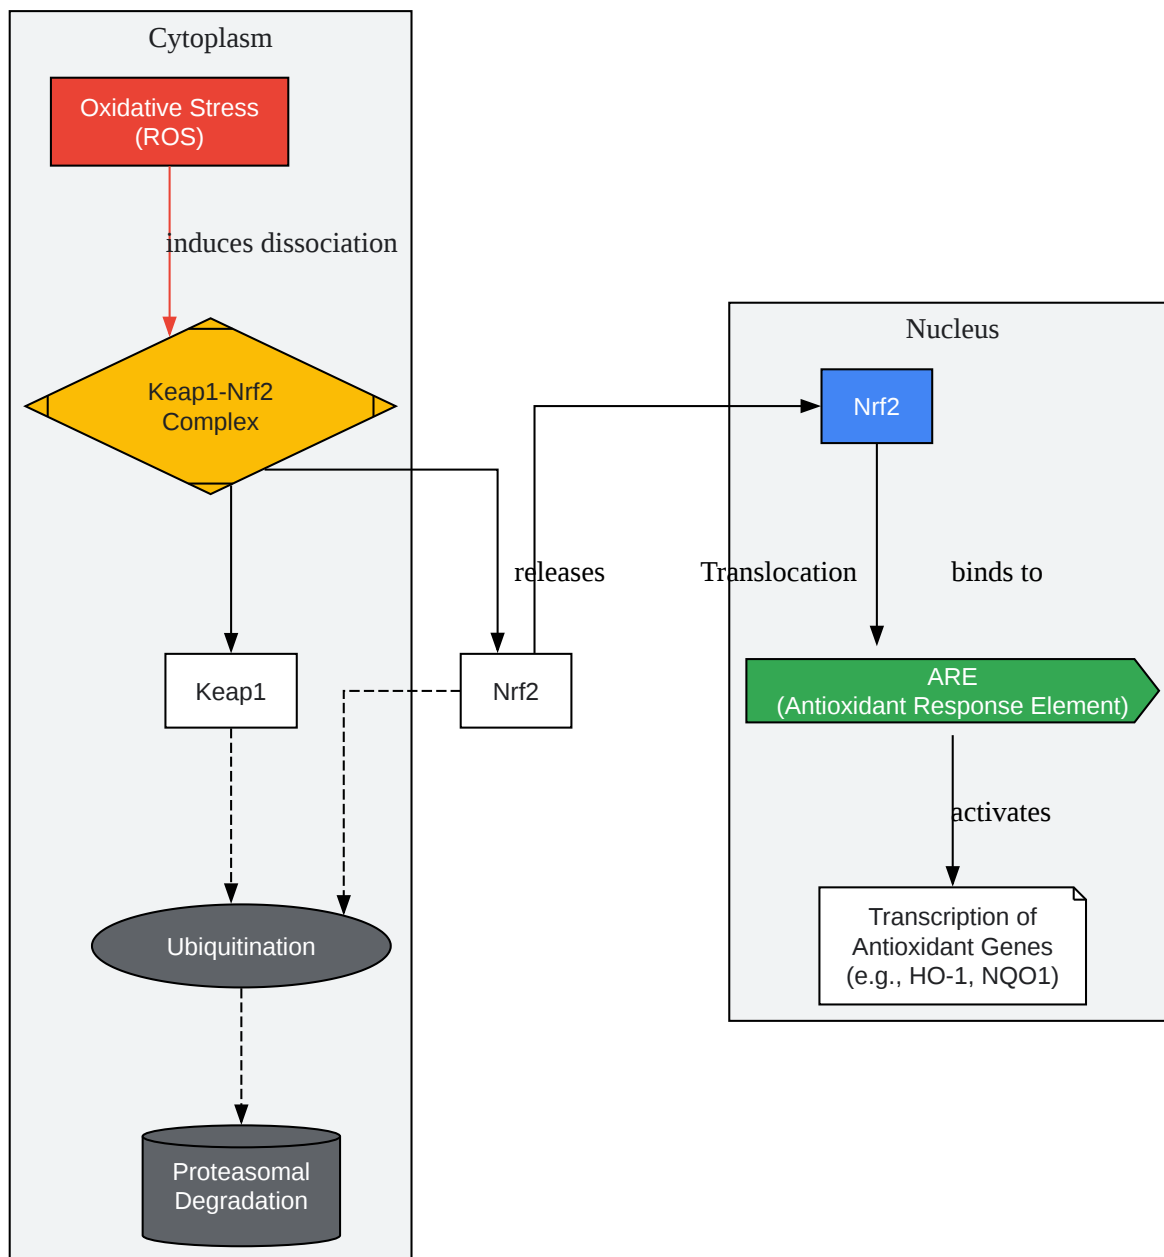 Cytoplasm
Oxidative Stress
(ROS)
induces dissociation
Keap1-Nrf2
Complex
Nucleus
Nrf2
releases
Translocation
binds to
Keap1
Nrf2
ARE
(Antioxidant Response Element)
activates
Transcription of
Antioxidant Genes
(e.g., HO-1, NQO1)
Ubiquitination
Proteasomal
Degradation